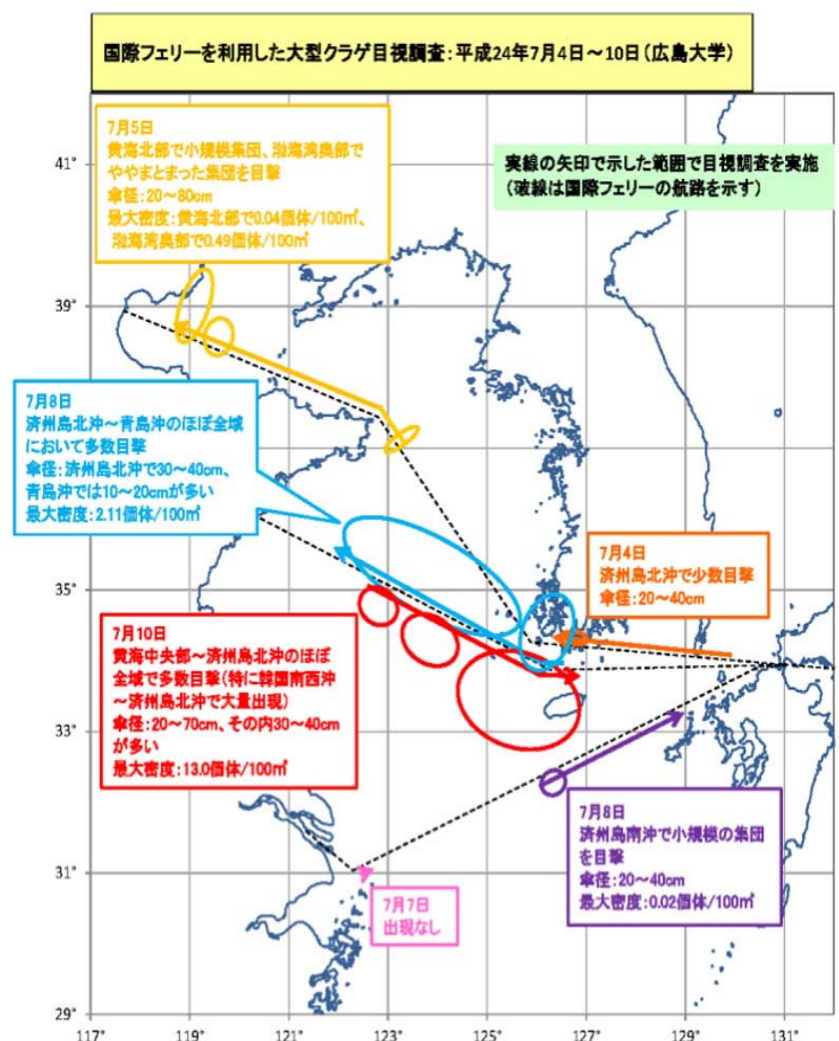 国際フェリーを利用した大型クラゲ目視調査：平成24年7月4日～10日（広島大学）
7月5日
黄海北部で小規模集団、渤海湾奥部で
ややまとまった集団を目撃
傘径：20～80cm
最大密度：黄海北部で0.04個体/100㎡、
渤海湾奥部で0.49個体/100㎡
実線の矢印で示した範囲で目視調査を実施
（破線は国際フェリーの航路を示す）
7月8日
済州島北沖～青島沖のほぼ全域
において多数目撃
傘径：済州島北沖で30～40cm、
青島沖では10～20cmが多い
最大密度：2.11個体/100㎡
7月4日
済州島北沖で少数目撃
傘径：20～40cm
7月10日
黄海中央部～済州島北沖のほぼ
全域で多数目撃（特に韓国南西沖
～済州島北沖で大量出現）
傘径：20～70cm、その内30～40cm
が多い
最大密度：13.0個体/100㎡
7月8日
済州島南沖で小規模の集団
を目撃
傘径：20～40cm
最大密度：0.02個体/100㎡
7月7日
出現なし
41°
39°
35°
33°
31°
29°
117°
119°
121°
123°
125°
127°
129°
131°